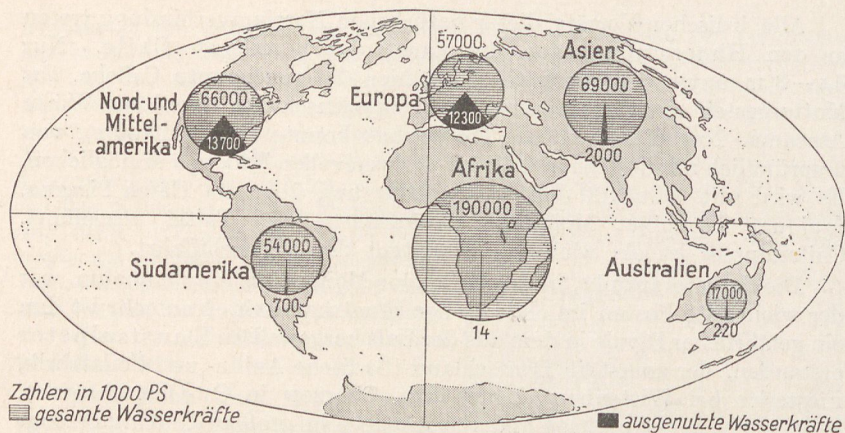 57000
Asien
66000
69000
Nord- und
Mittel-
amerika
13700
Europa
12300
2000
Afrika
190000
54000
Südamerika
700
Australien
17000
220
14
Zahlen in 1000 PS
gesamte Wasserkräfte
ausgenutzte Wasserkräfte